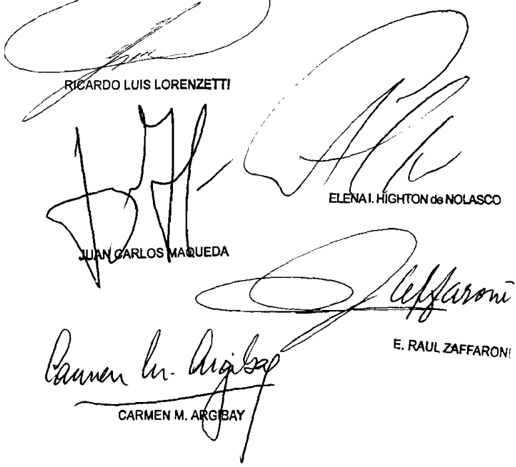 RICARDO LUIS LORENZETTI
ELENA I. HIGHTON de NOLASCO
JUAN CARLOS MAQUEDA
Zaffaroni
E. RAUL ZAFFARONI
Carmen M. Argibay
CARMEN M. ARGIBAY